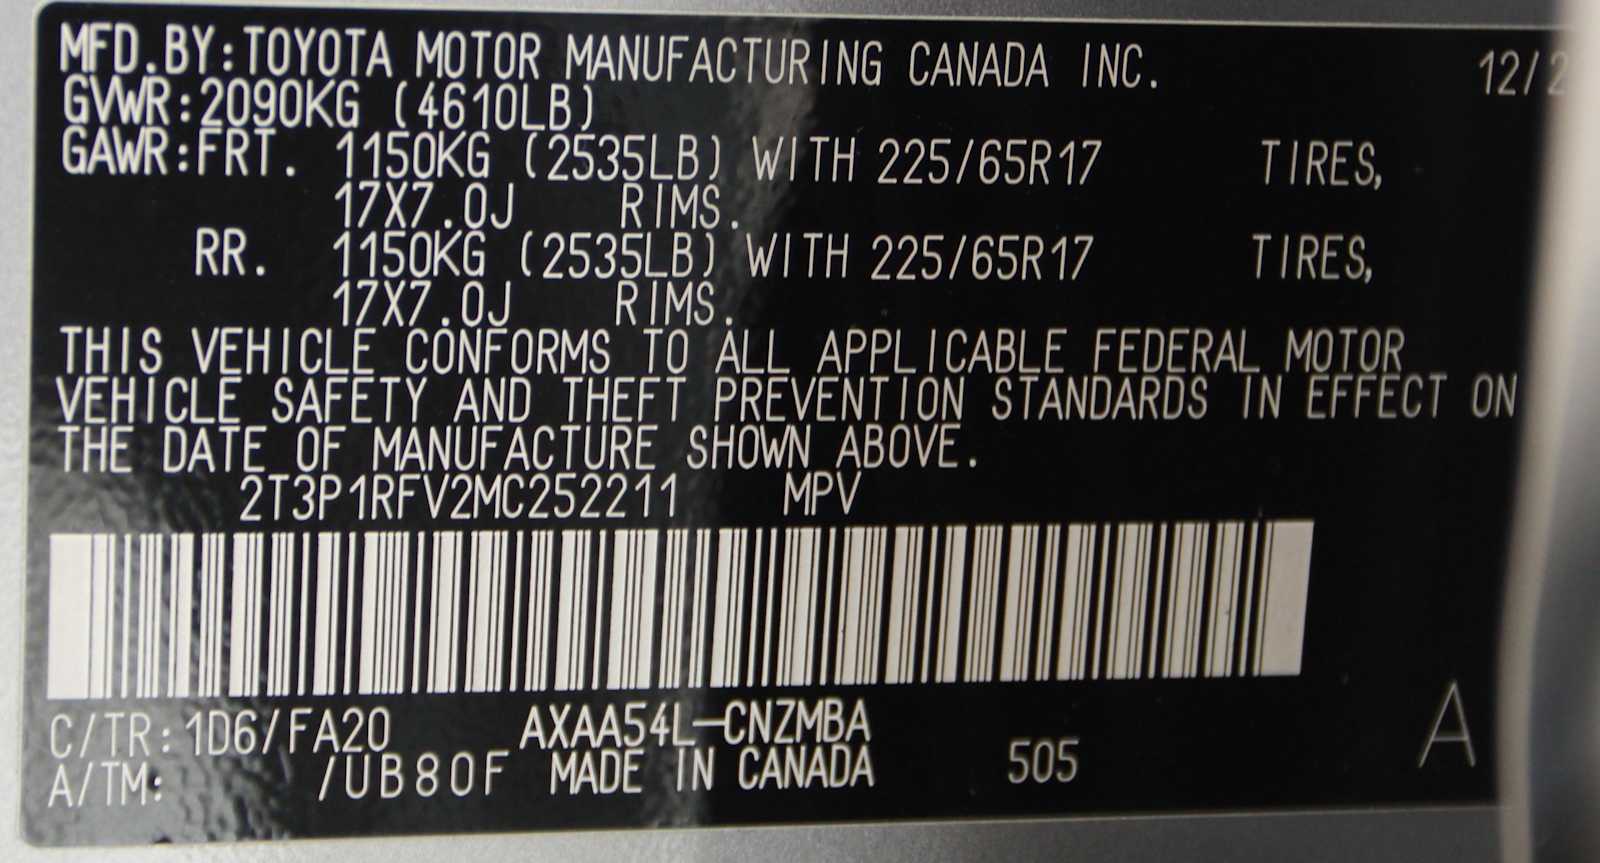 MFD.BY:TOYOTA MOTOR MANUFACTURING CANADA INC. 12/2
GVWR:2090KG (4610LB)
GAWR:FRT. 1150KG (2535LB) WITH 225/65R17 TIRES,
17X7.0J RIMS.
RR. 1150KG (2535LB) WITH 225/65R17 TIRES,
17X7.0J RIMS.
THIS VEHICLE CONFORMS TO ALL APPLICABLE FEDERAL MOTOR
VEHICLE SAFETY AND THEFT PREVENTION STANDARDS IN EFFECT ON
THE DATE OF MANUFACTURE SHOWN ABOVE.
2T3P1RFV2MC252211 MPV
C/TR:1D6/FA20 AXAA54L-CNZMBA
A/TM: /UB80F MADE IN CANADA 505 A